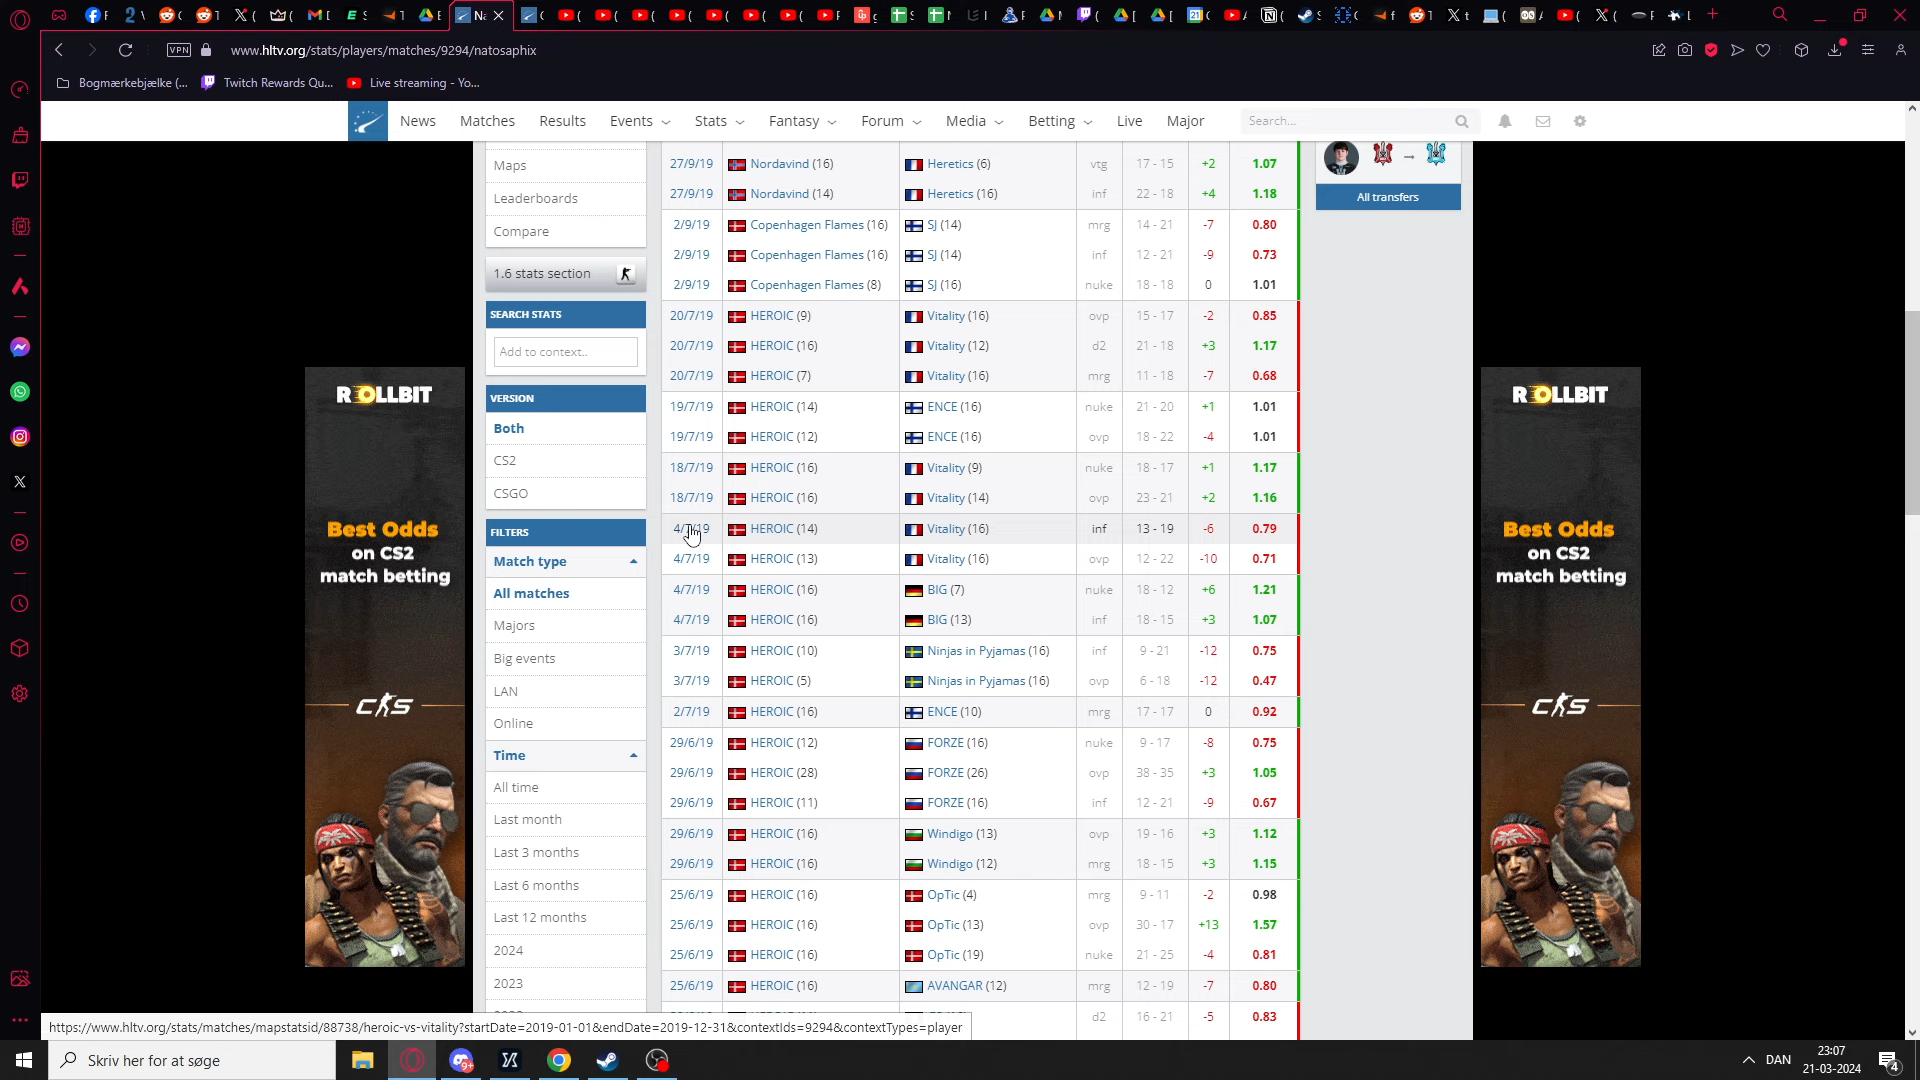 www.hltv.org/stats/players/matches/9294/natosaphix
VPN
Bogmærkebjælke (... Twitch Rewards Qu... Live streaming - Yo...
News Matches Results Events Stats Fantasy Forum Media Betting Live Major Search...
Maps
Leaderboards
Compare
1.6 stats section
SEARCH STATS
Add to context..
VERSION
Both
CS2
CSGO
FILTERS
Match type
All matches
Majors
Big events
LAN
Online
Time
All time
Last month
Last 3 months
Last 6 months
Last 12 months
2024
2023
27/9/19 Nordavind (16) Heretics (6) vtg 17 - 15 +2 1.07
27/9/19 Nordavind (14) Heretics (16) inf 22 - 18 +4 1.18
2/9/19 Copenhagen Flames (16) SJ (14) mrg 14 - 21 -7 0.80
2/9/19 Copenhagen Flames (16) SJ (14) inf 12 - 21 -9 0.73
2/9/19 Copenhagen Flames (8) SJ (16) nuke 18 - 18 0 1.01
20/7/19 HEROIC (9) Vitality (16) ovp 15 - 17 -2 0.85
20/7/19 HEROIC (16) Vitality (12) d2 21 - 18 +3 1.17
20/7/19 HEROIC (7) Vitality (16) mrg 11 - 18 -7 0.68
19/7/19 HEROIC (14) ENCE (16) nuke 21 - 20 +1 1.01
19/7/19 HEROIC (12) ENCE (16) ovp 18 - 22 -4 1.01
18/7/19 HEROIC (16) Vitality (9) nuke 18 - 17 +1 1.17
18/7/19 HEROIC (16) Vitality (14) ovp 23 - 21 +2 1.16
4/7/19 HEROIC (14) Vitality (16) inf 13 - 19 -6 0.79
4/7/19 HEROIC (13) Vitality (16) ovp 12 - 22 -10 0.71
4/7/19 HEROIC (16) BIG (7) nuke 18 - 12 +6 1.21
4/7/19 HEROIC (16) BIG (13) inf 18 - 15 +3 1.07
3/7/19 HEROIC (10) Ninjas in Pyjamas (16) inf 9 - 21 -12 0.75
3/7/19 HEROIC (5) Ninjas in Pyjamas (16) ovp 6 - 18 -12 0.47
2/7/19 HEROIC (16) ENCE (10) mrg 17 - 17 0 0.92
29/6/19 HEROIC (12) FORZE (16) nuke 9 - 17 -8 0.75
29/6/19 HEROIC (28) FORZE (26) ovp 38 - 35 +3 1.05
29/6/19 HEROIC (11) FORZE (16) inf 12 - 21 -9 0.67
29/6/19 HEROIC (16) Windigo (13) ovp 19 - 16 +3 1.12
29/6/19 HEROIC (16) Windigo (12) mrg 18 - 15 +3 1.15
25/6/19 HEROIC (16) OpTic (4) mrg 9 - 11 -2 0.98
25/6/19 HEROIC (16) OpTic (13) ovp 30 - 17 +13 1.57
25/6/19 HEROIC (16) OpTic (19) nuke 21 - 25 -4 0.81
25/6/19 HEROIC (16) AVANGAR (12) mrg 12 - 19 -7 0.80
d2 16 - 21 -5 0.83
All transfers
ROLLBIT
Best Odds
on CS2
match betting
CS
ROLLBIT
Best Odds
on CS2
match betting
CS
https://www.hltv.org/stats/matches/mapstatsid/88738/heroic-vs-vitality?startDate=2019-01-01&endDate=2019-12-31&contextIds=9294&contextTypes=player
Skriv her for at søge
DAN
23:07
21-03-2024
4